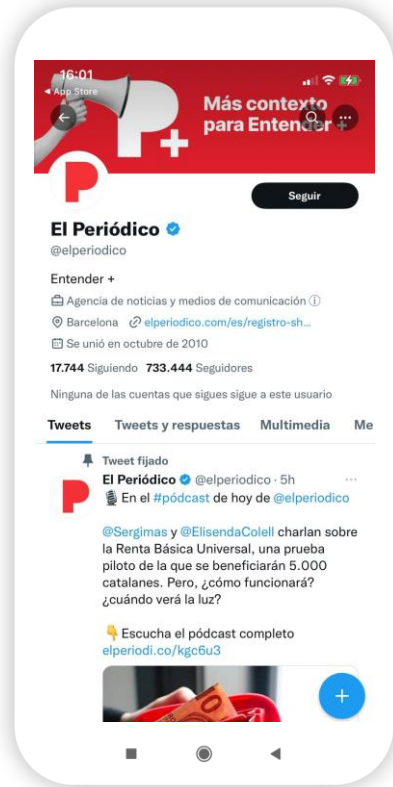 16:01
◄ App Store
Más contexto
para Entender +
P+
Seguir
El Periódico
@elperiodico
Entender +
Agencia de noticias y medios de comunicación
Barcelona elperiodico.com/es/registro-sh...
Se unió en octubre de 2010
17.744 Siguiendo 733.444 Seguidores
Ninguna de las cuentas que sigues sigue a este usuario
Tweets Tweets y respuestas Multimedia Me
Tweet fijado
El Periódico @elperiodico · 5h
🎙️ En el #pódcast de hoy de @elperiodico
@Sergimas y @ElisendaColell charlan sobre
la Renta Básica Universal, una prueba
piloto de la que se beneficiarán 5.000
catalanes. Pero, ¿cómo funcionará?
¿cuándo verá la luz?
👇 Escucha el pódcast completo
elperiodi.co/kgc6u3